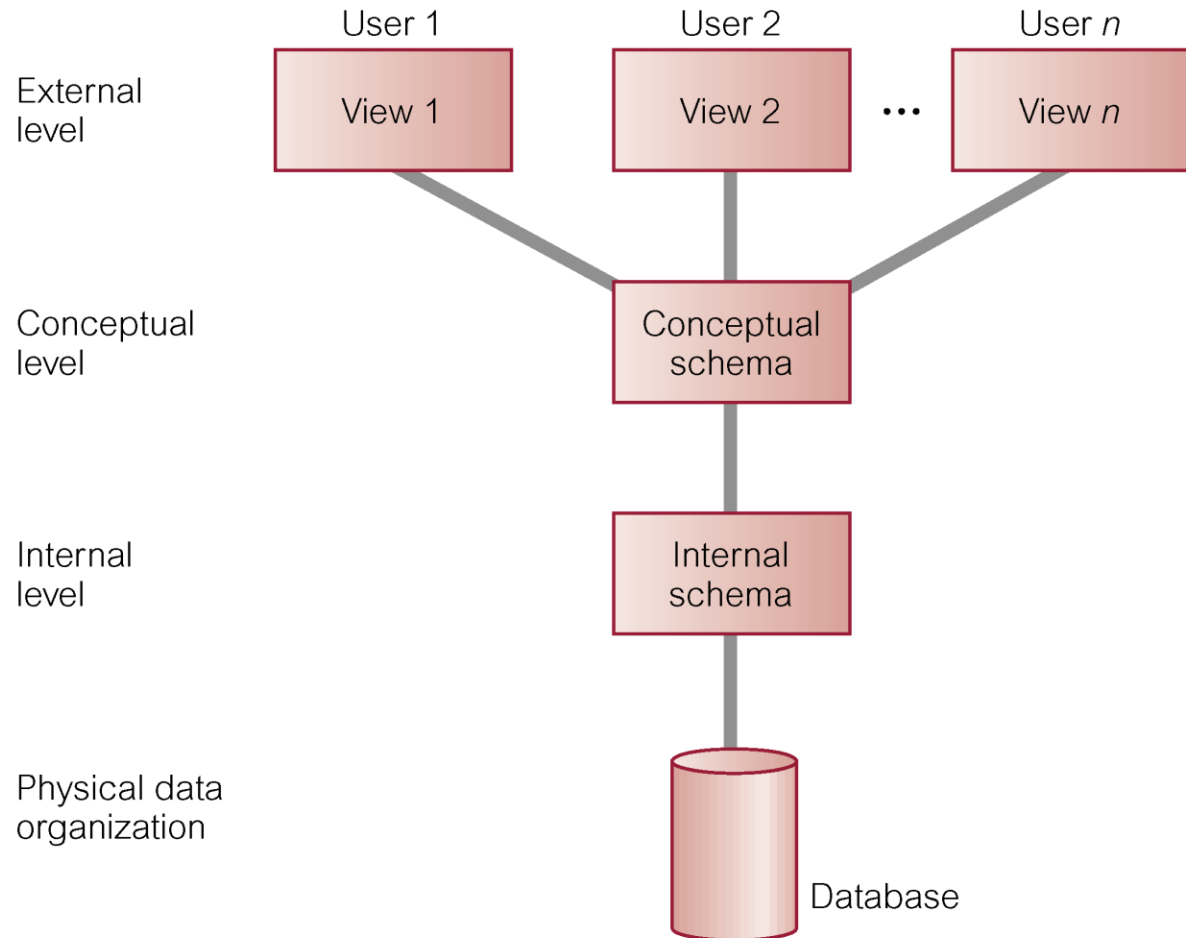 User 1
User 2
User n
External
level
View 1
View 2
...
View n
Conceptual
level
Conceptual
schema
Internal
level
Internal
schema
Physical data
organization
Database